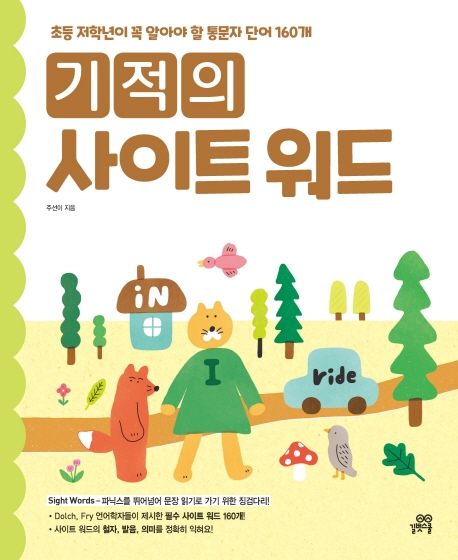 초등 저학년이 꼭 알아야 할 통문자 단어 160개
기적의
사이트 워드
주선이 지음
iN
I
ride
Sight Words – 파닉스를 뛰어넘어 문장 읽기로 가기 위한 징검다리!
• Dolch, Fry 언어학자들이 제시한 필수 사이트 워드 160개!
• 사이트 워드의 철자, 발음, 의미를 정확히 익혀요!
길벗스쿨